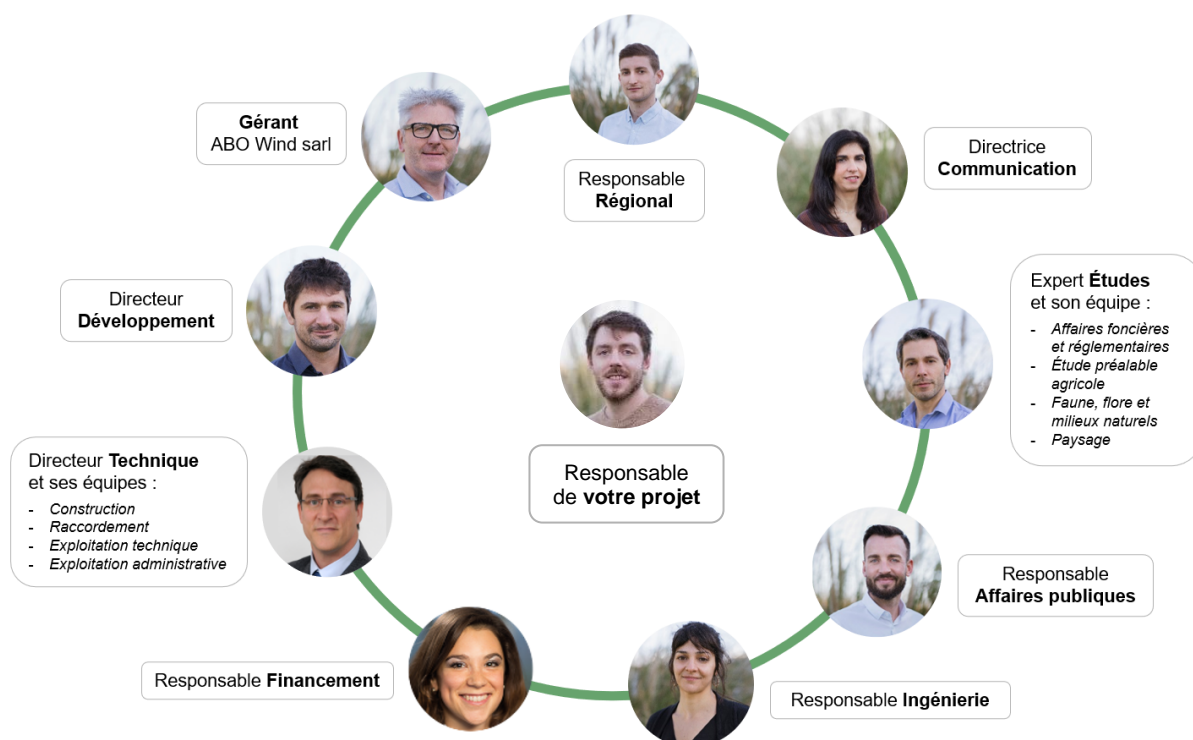 Gérant
ABO Wind sarl
Responsable
Régional
Directrice
Communication
Directeur
Développement
Expert Études
et son équipe :
- Affaires foncières
et réglementaires
- Étude préalable
agricole
- Faune, flore et
milieux naturels
- Paysage
Responsable
de votre projet
Directeur Technique
et ses équipes :
- Construction
- Raccordement
- Exploitation technique
- Exploitation administrative
Responsable
Affaires publiques
Responsable Financement
Responsable Ingénierie